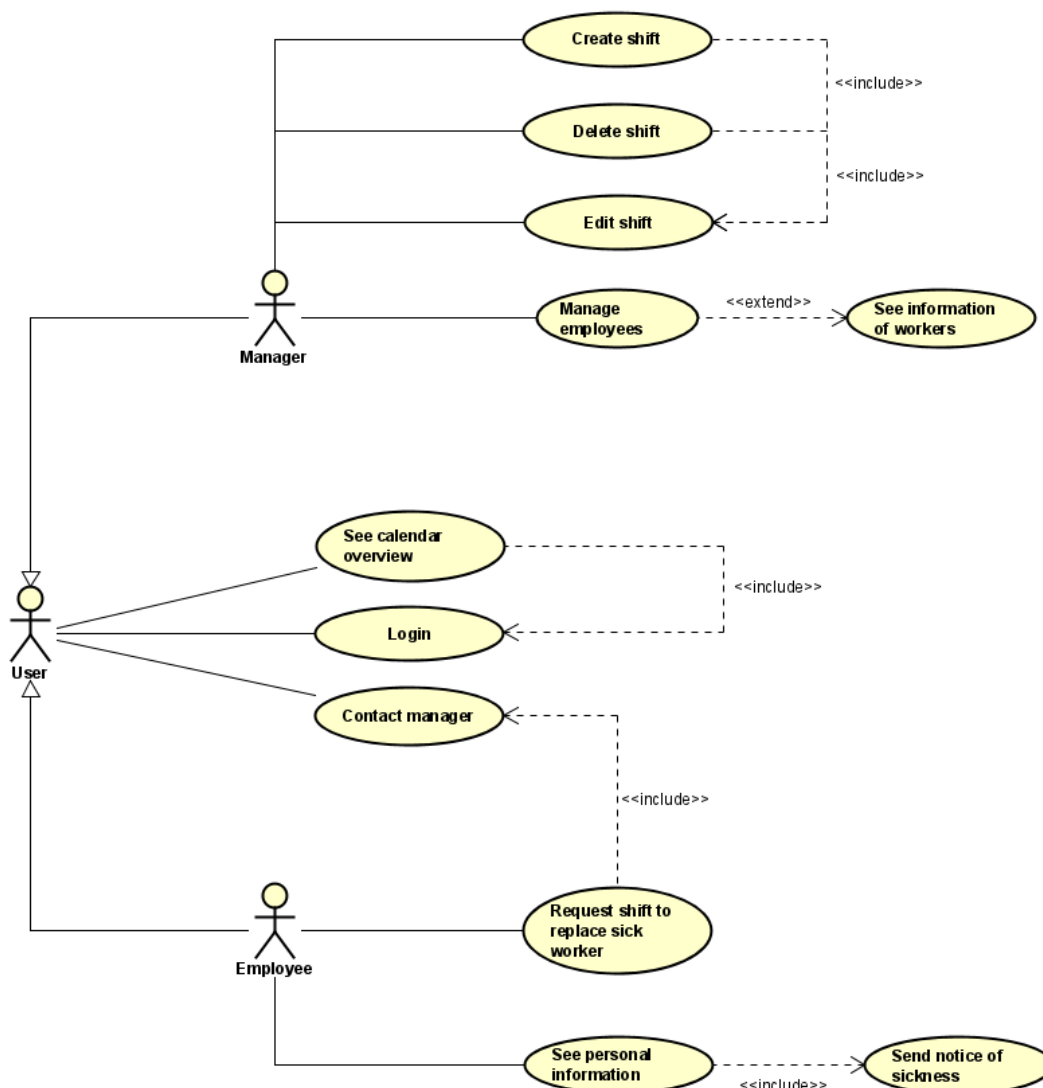 Create shift
<<include>>
Delete shift
<<include>>
Edit shift
Manage
employees
<<extend>>
See information
of workers
Manager
See calendar
overview
<<include>>
Login
User
Contact manager
<<include>>
Request shift to
replace sick
worker
Employee
See personal
information
<<include>>
Send notice of
sickness